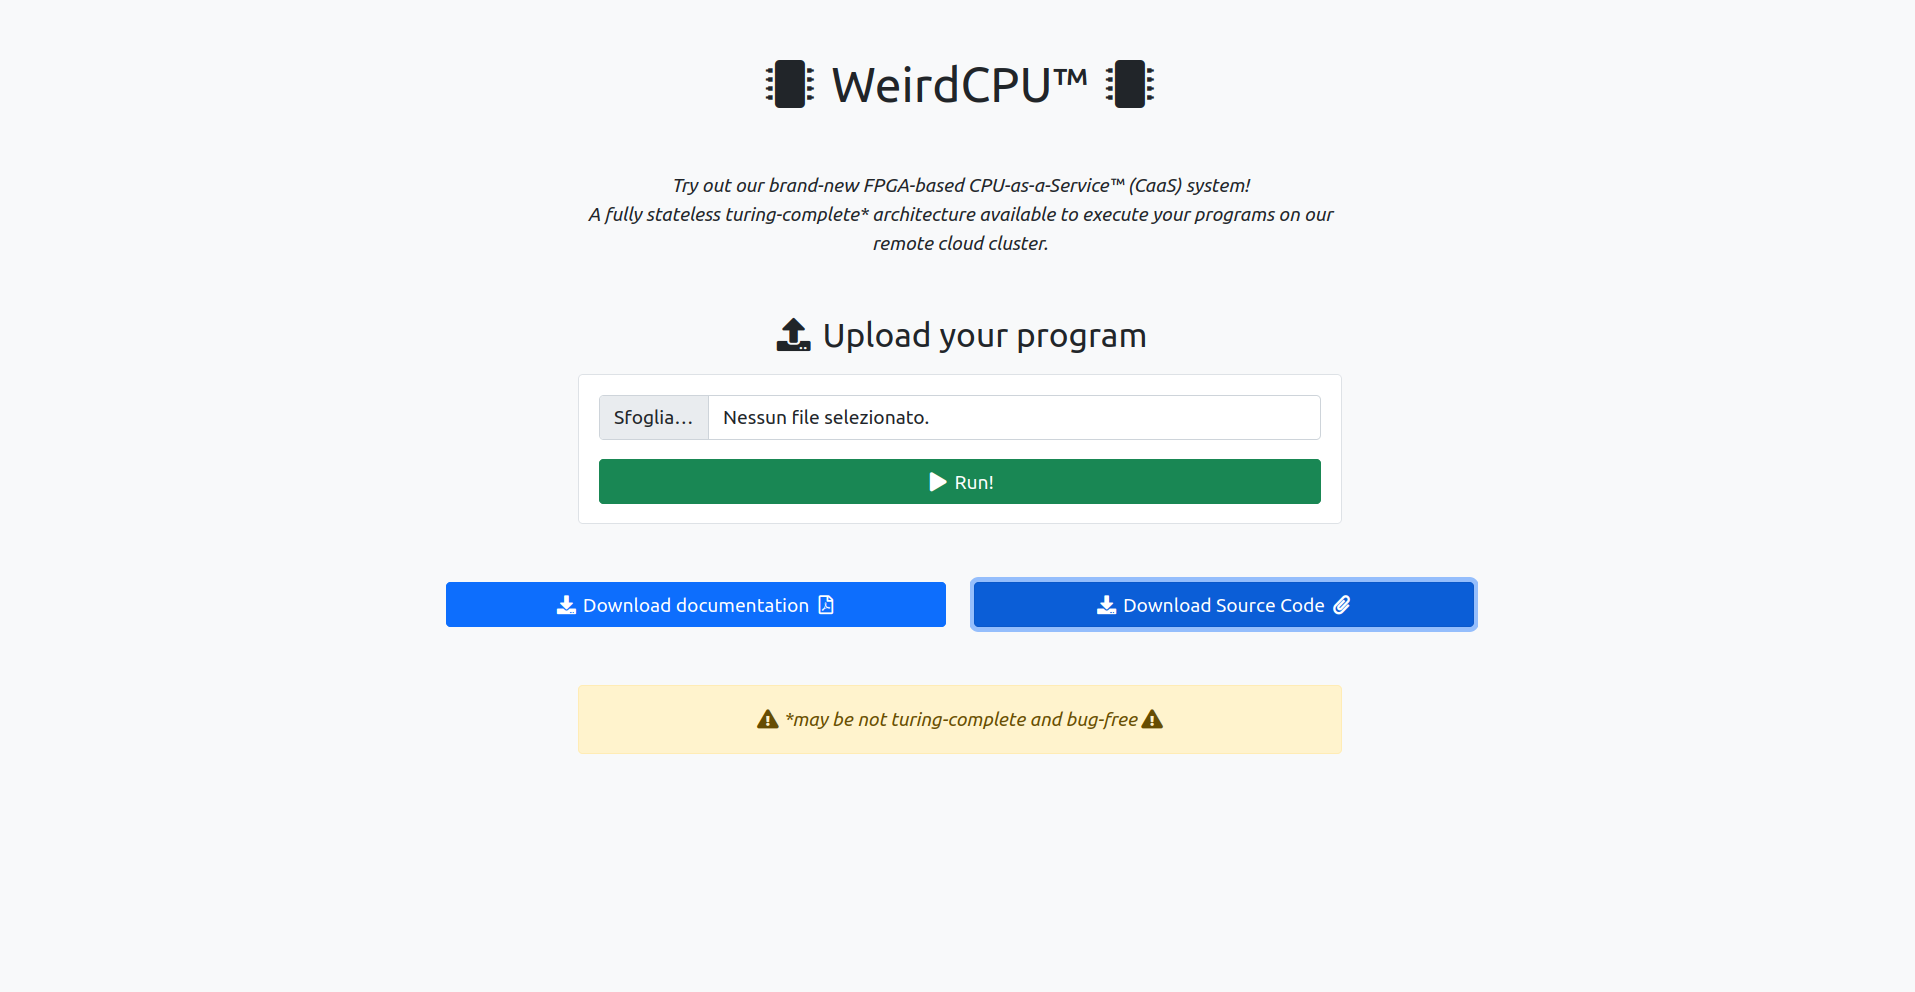 WeirdCPU™
Try out our brand-new FPGA-based CPU-as-a-Service™ (CaaS) system!
A fully stateless turing-complete* architecture available to execute your programs on our
remote cloud cluster.
Upload your program
Sfoglia... Nessun file selezionato.
Run!
Download documentation Download Source Code
*may be not turing-complete and bug-free